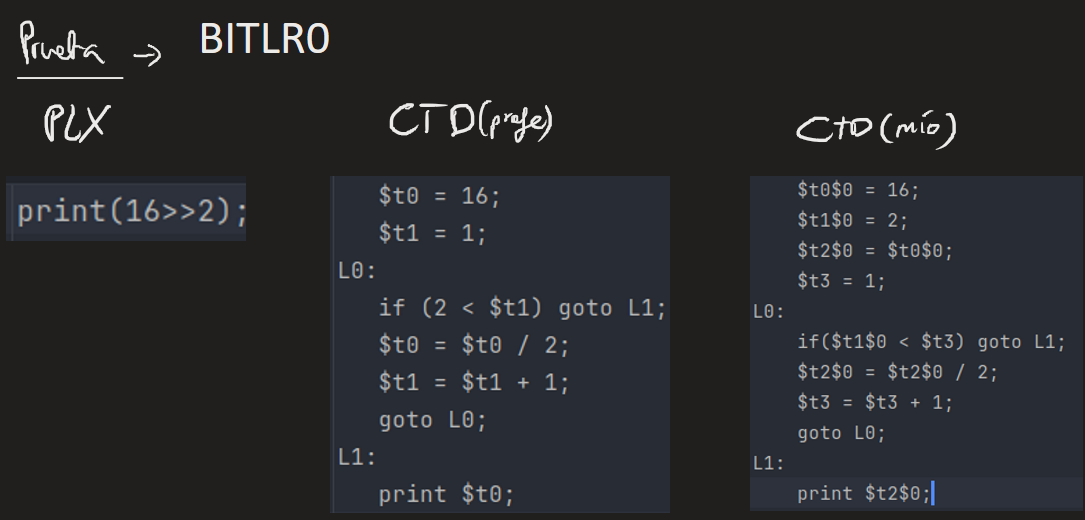 Prueba → BITLR0
PLX
CTD(profe)
CTD(mío)
print(16>>2);
$t0 = 16;
$t1 = 1;
L0:
if (2 < $t1) goto L1;
$t0 = $t0 / 2;
$t1 = $t1 + 1;
goto L0;
L1:
print $t0;
$t0$0 = 16;
$t1$0 = 2;
$t2$0 = $t0$0;
$t3 = 1;
L0:
if($t1$0 < $t3) goto L1;
$t2$0 = $t2$0 / 2;
$t3 = $t3 + 1;
goto L0;
L1:
print $t2$0;